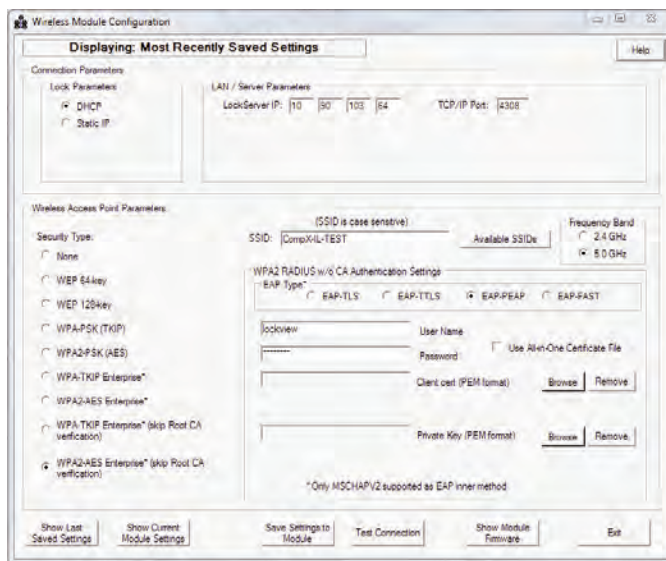 Wireless Module Configuration
Displaying: Most Recently Saved Settings
Help
Connection Parameters
Lock Parameters
DHCP
Static IP
LAN / Server Parameters
LockServer IP: 10 90 103 64
TCP/IP Port: 4308
Wireless Access Point Parameters
Security Type:
None
WEP 64-key
WEP 128-key
WPA-PSK (TKIP)
WPA2-PSK (AES)
WPA-TKIP Enterprise*
WPA2-AES Enterprise*
WPA-TKIP Enterprise* (skip Root CA
verification)
WPA2-AES Enterprise* (skip Root CA
verification)
(SSID is case sensitive)
SSID: CompX-IL-TEST
Available SSIDs
Frequency Band
2.4 GHz
5.0 GHz
WPA2 RADIUS w/o CA Authentication Settings
EAP Type*
EAP-TLS EAP-TTLS EAP-PEAP EAP-FAST
lockview User Name
Password
Use All-in-One Certificate File
Client cert (PEM format) Browse Remove
Private Key (PEM format) Browse Remove
*Only MSCHAPV2 supported as EAP inner method
Show Last
Saved Settings
Show Current
Module Settings
Save Settings to
Module
Test Connection
Show Module
Firmware
Exit